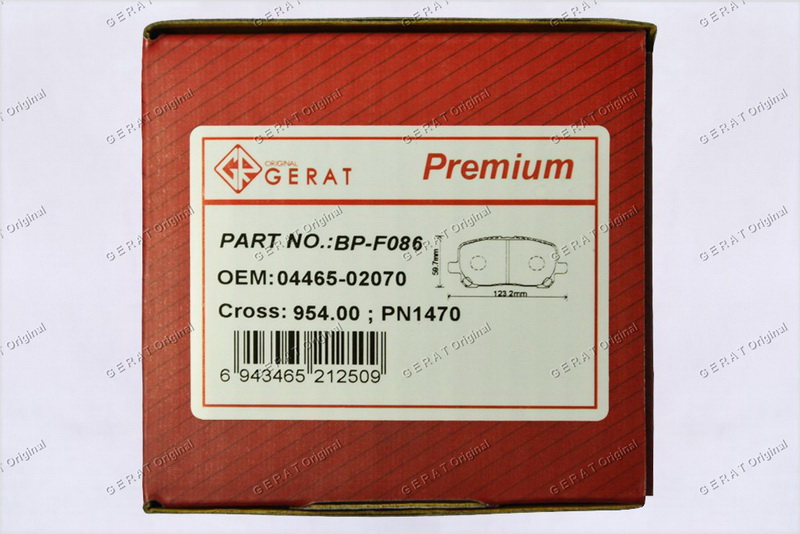 ORIGINAL
GERAT
Premium
PART NO.:BP-F086
OEM:04465-02070
Cross: 954.00 ; PN1470
59.7mm
123.2mm
6 943465 212509
GERAT Original